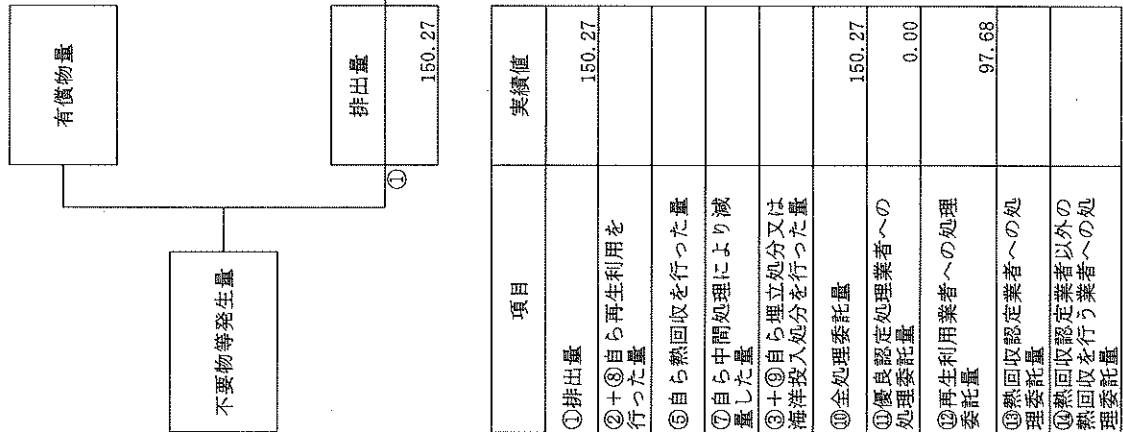 有償物量
不要物等発生量
排出量
①
150.27
項目
実績値
①排出量
150.27
②+⑧自ら再生利用を
行った量
⑤自ら熱回収を行った量
⑦自ら中間処理により減
量した量
③+⑨自ら埋立処分又は
海洋投入処分を行った量
⑩全処理委託量
150.27
⑪優良認定処理業者への
処理委託量
0.00
⑫再生利用業者への処理
委託量
97.68
⑬熱回収認定業者への処
理委託量
⑭熱回収認定業者以外の
熱回収を行う業者への処
理委託量